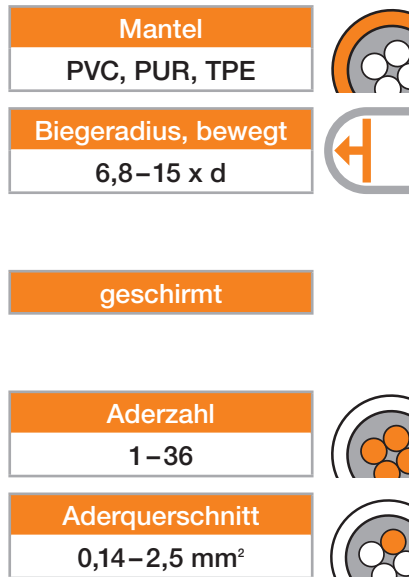 Mantel
PVC, PUR, TPE
Biegeradius, bewegt
6,8–15 x d
geschirmt
Aderzahl
1–36
Aderquerschnitt
0,14–2,5 mm²